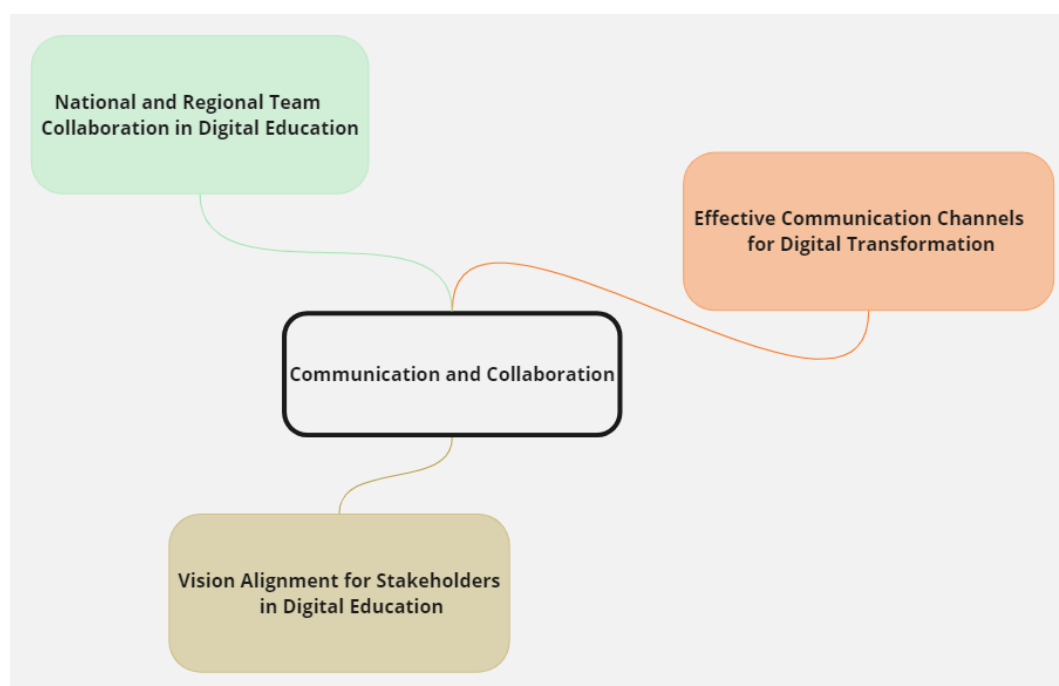 National and Regional Team
Collaboration in Digital Education
Effective Communication Channels
for Digital Transformation
Communication and Collaboration
Vision Alignment for Stakeholders
in Digital Education